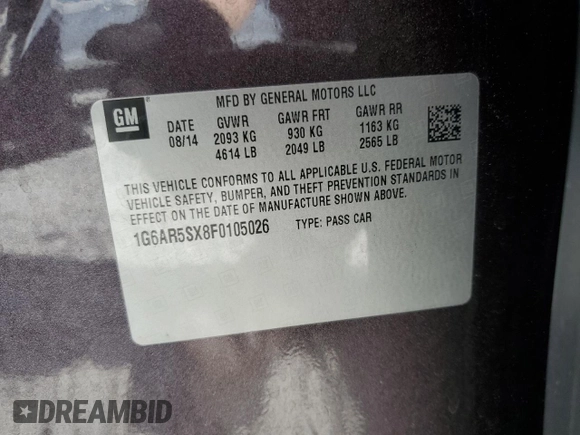 GM
MFD BY GENERAL MOTORS LLC
DATE GVWR GAWR FRT GAWR RR
08/14 2093 KG 930 KG 1163 KG
4614 LB 2049 LB 2565 LB
THIS VEHICLE CONFORMS TO ALL APPLICABLE U.S. FEDERAL MOTOR
VEHICLE SAFETY, BUMPER, AND THEFT PREVENTION STANDARDS IN
EFFECT ON THE DATE OF MANUFACTURE SHOWN ABOVE.
1G6AR5SX8F0105026 TYPE: PASS CAR
DREAMBID